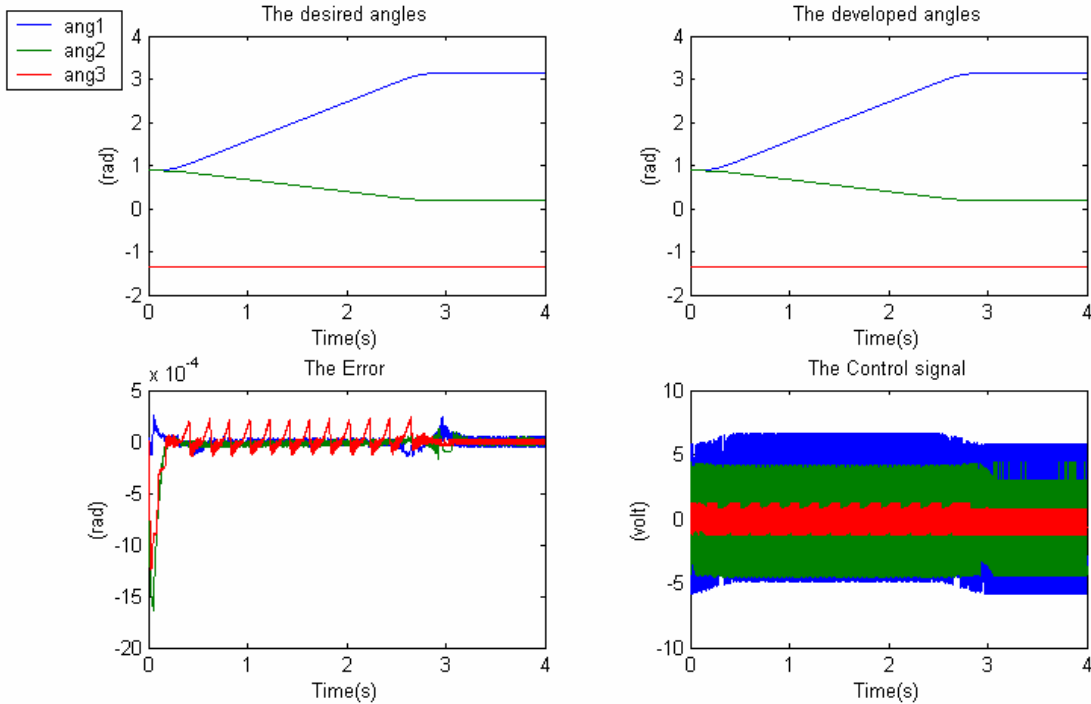 ang1
ang2
ang3
The desired angles
4
3
2
1
0
-1
-2
(rad)
0 1 2 3 4
Time(s)
The developed angles
4
3
2
1
0
-1
-2
(rad)
0 1 2 3 4
Time(s)
The Error
x 10^-4
5
0
-5
-10
-15
-20
(rad)
0 1 2 3 4
Time(s)
The Control signal
10
5
0
-5
-10
(volt)
0 1 2 3 4
Time(s)